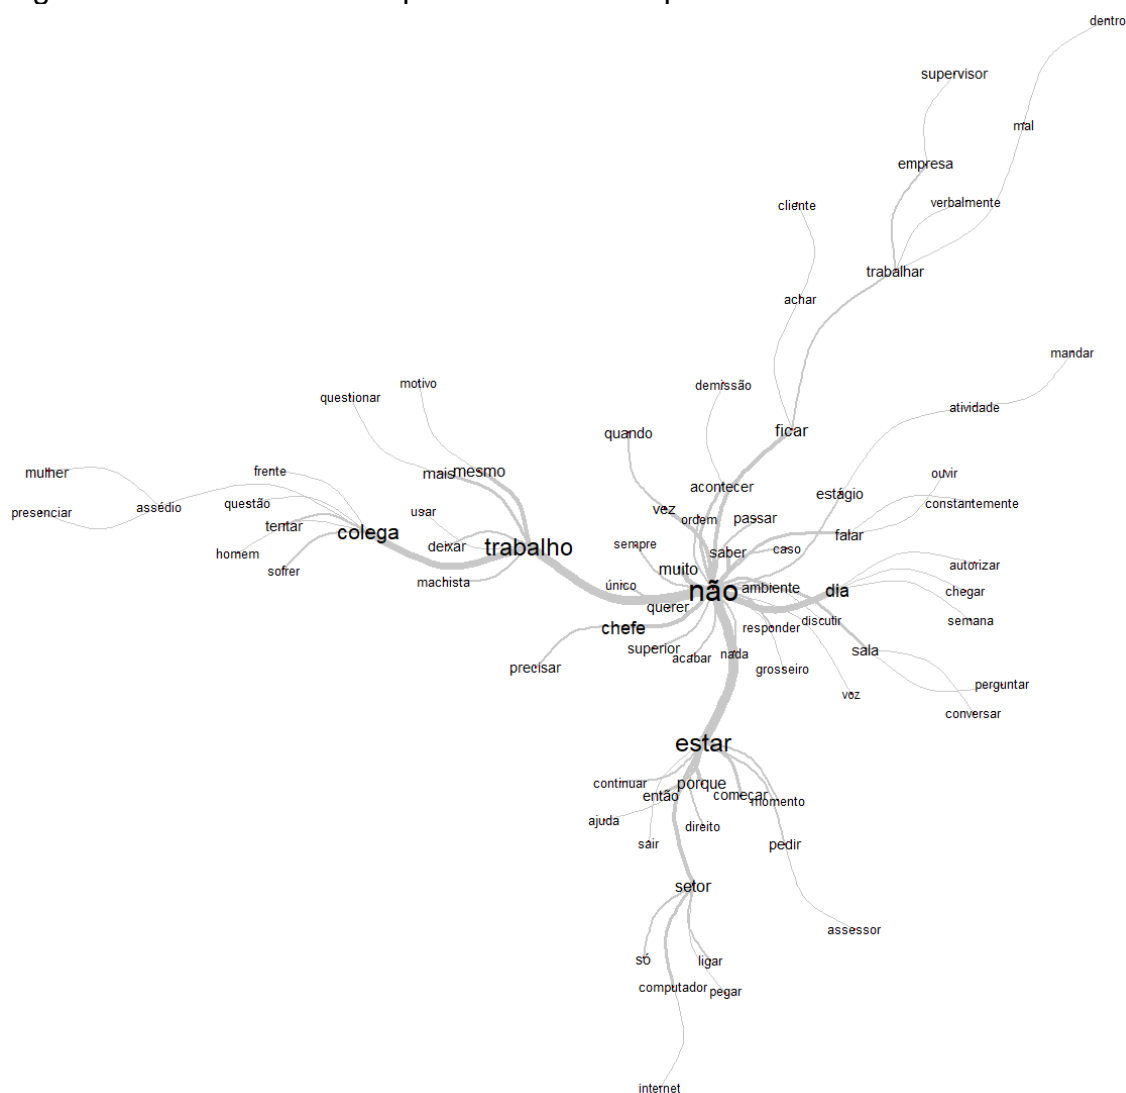 dentro
supervisor
mal
empresa
verbalmente
cliente
trabalhar
achar
mandar
motivo
demissão
questionar
atividade
ficar
quando
mulher
frente
mais
mesmo
ouvir
acontecer
estágio
presenciar
assédio
questão
usar
vez
ordem
passar
constantemente
tentar
colega
falar
homem
deixar
trabalho
sempre
saber
caso
sofrer
machista
muito
autorizar
único
não
ambiente
dia
chegar
querer
chefe
responder
discutir
semana
superior
acabar
nada
sala
precisar
grosseiro
perguntar
voz
conversar
estar
continuar
porque
então
começar
momento
ajuda
direito
sair
pedir
setor
assessor
só
ligar
computador
pegar
internet